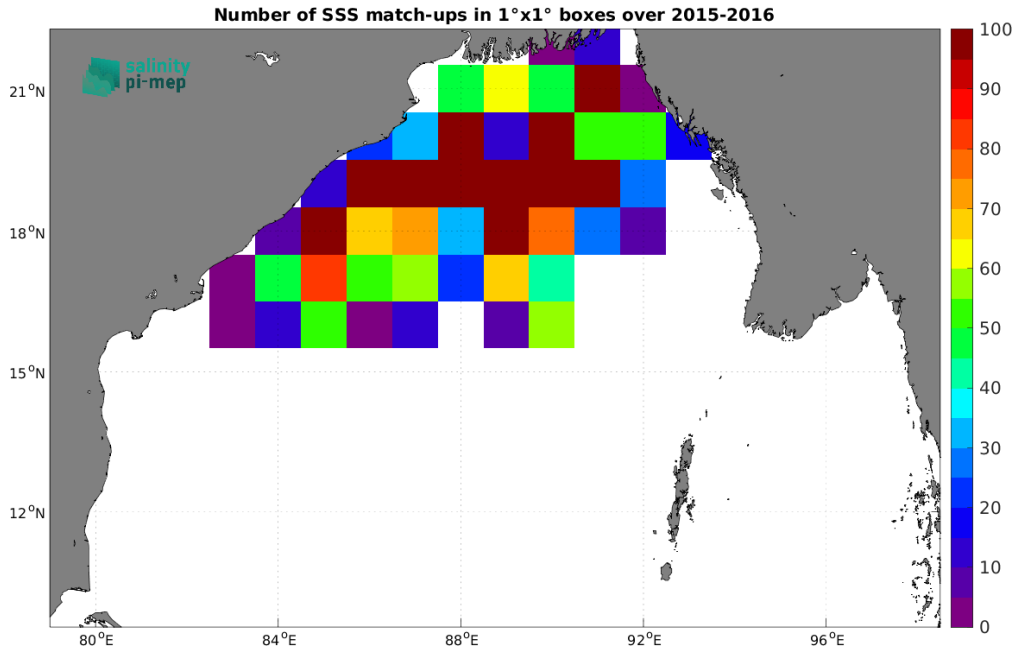 Number of SSS match-ups in 1°x1° boxes over 2015-2016
salinity
pi-mep
21°N
18°N
15°N
12°N
80°E 84°E 88°E 92°E 96°E
100
90
80
70
60
50
40
30
20
10
0